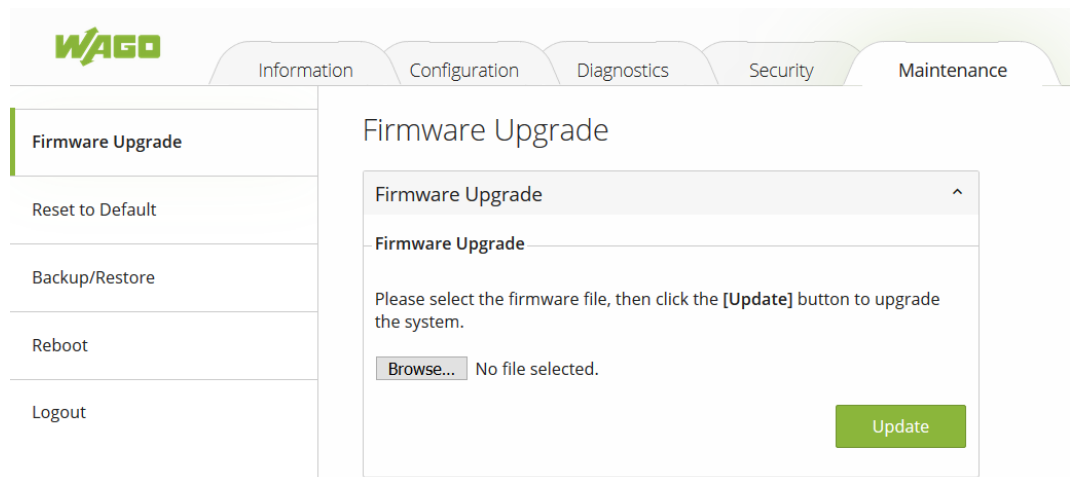 WAGO
Information Configuration Diagnostics Security Maintenance
Firmware Upgrade
Reset to Default
Backup/Restore
Reboot
Logout
Firmware Upgrade
Firmware Upgrade
Firmware Upgrade
Please select the firmware file, then click the [Update] button to upgrade
the system.
Browse... No file selected.
Update